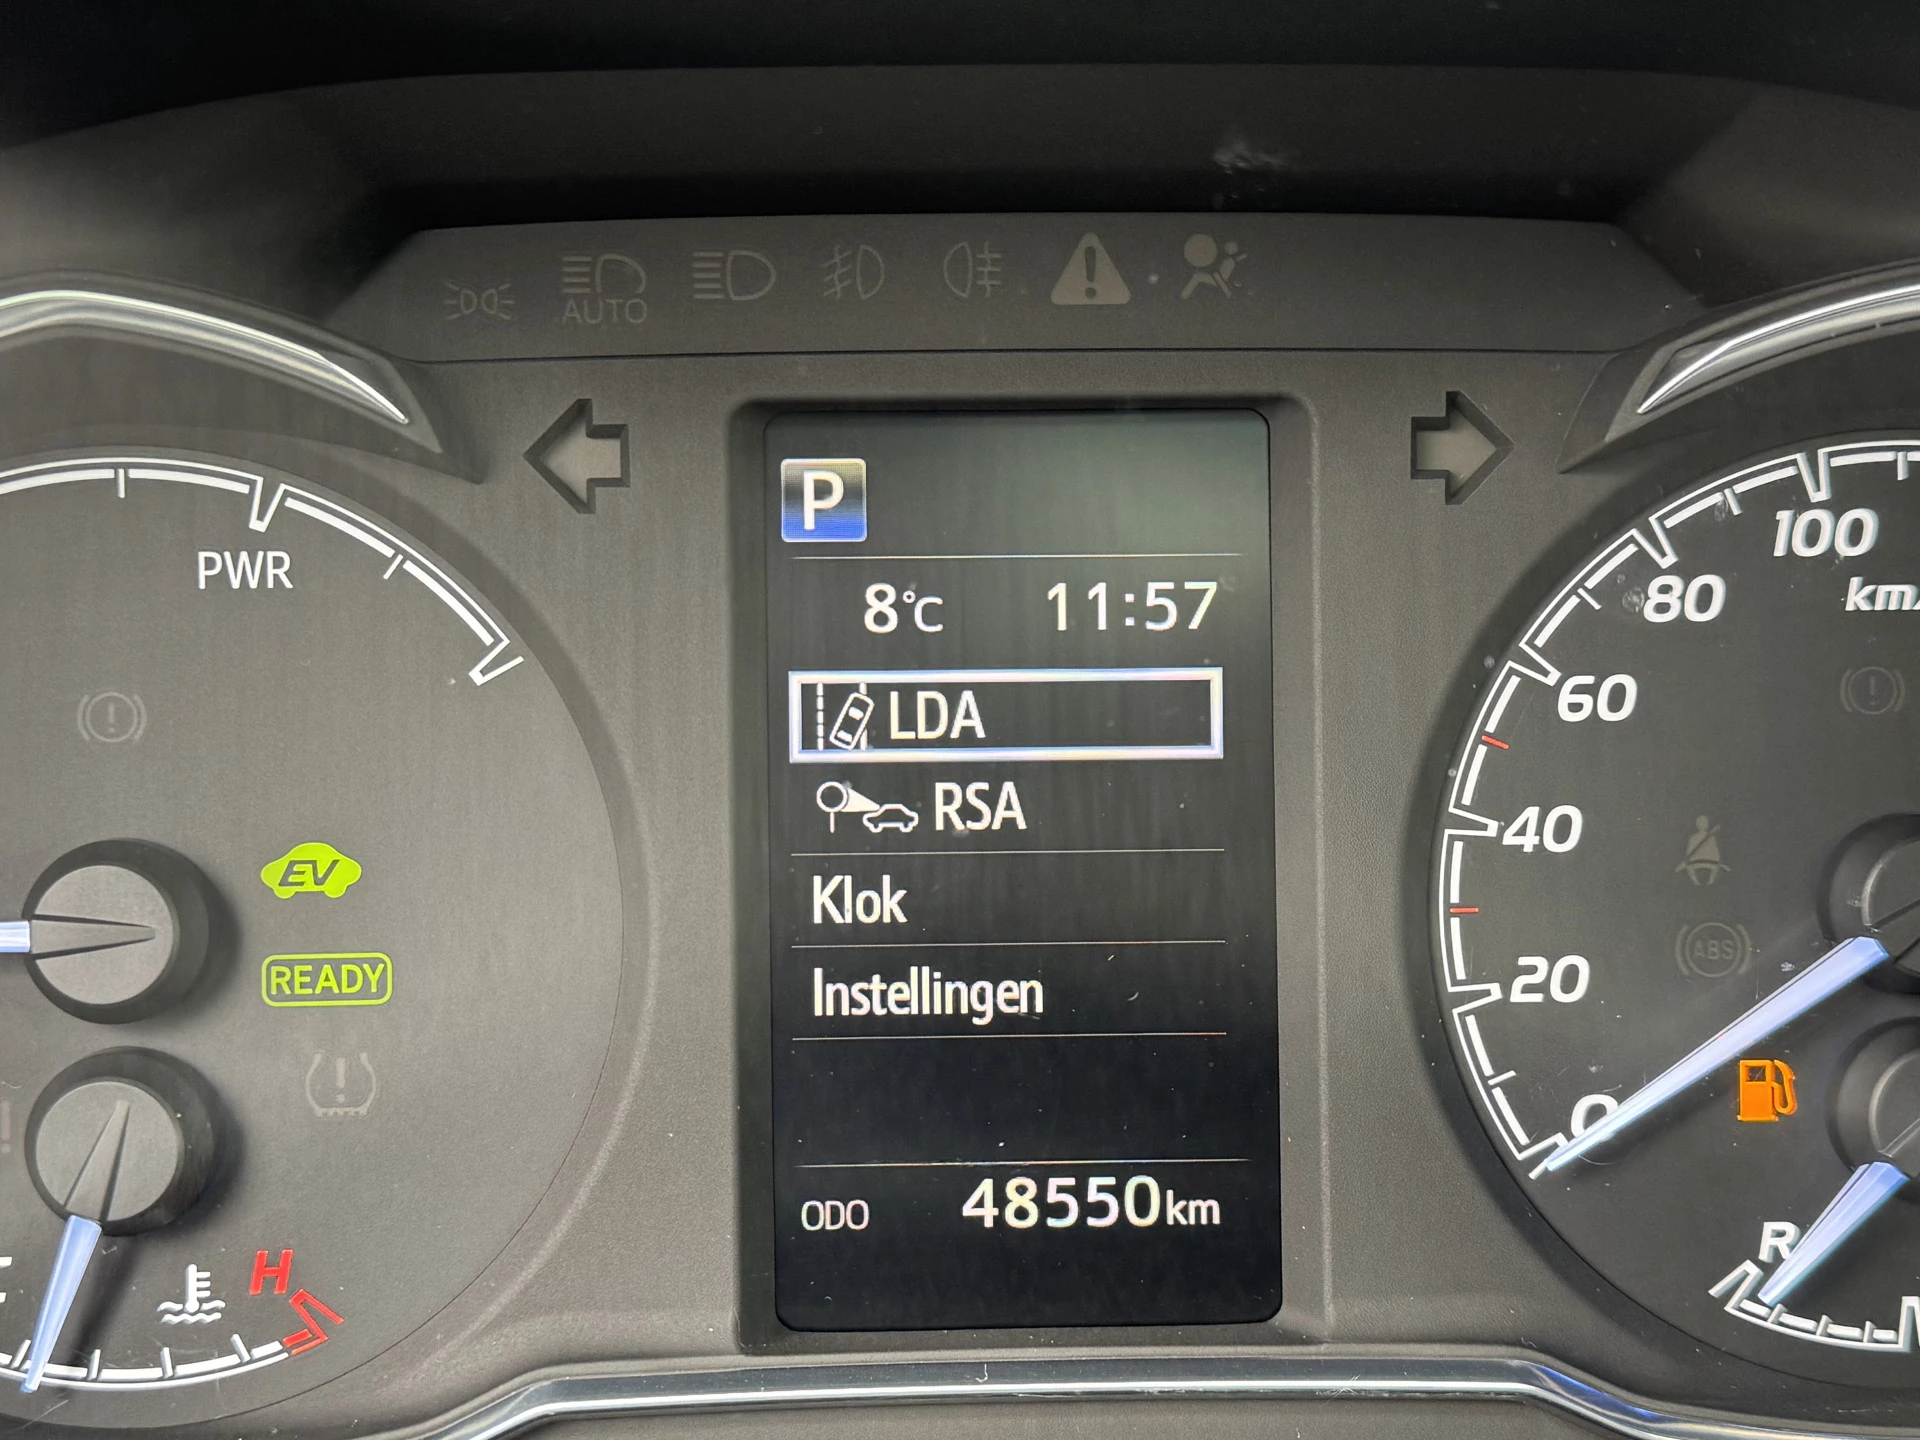 AUTO
P
8°C 11:57
LDA
RSA
Klok
Instellingen
ODO 48550 km
PWR
EV
READY
H
100
80
60
40
20
0
ABS
R